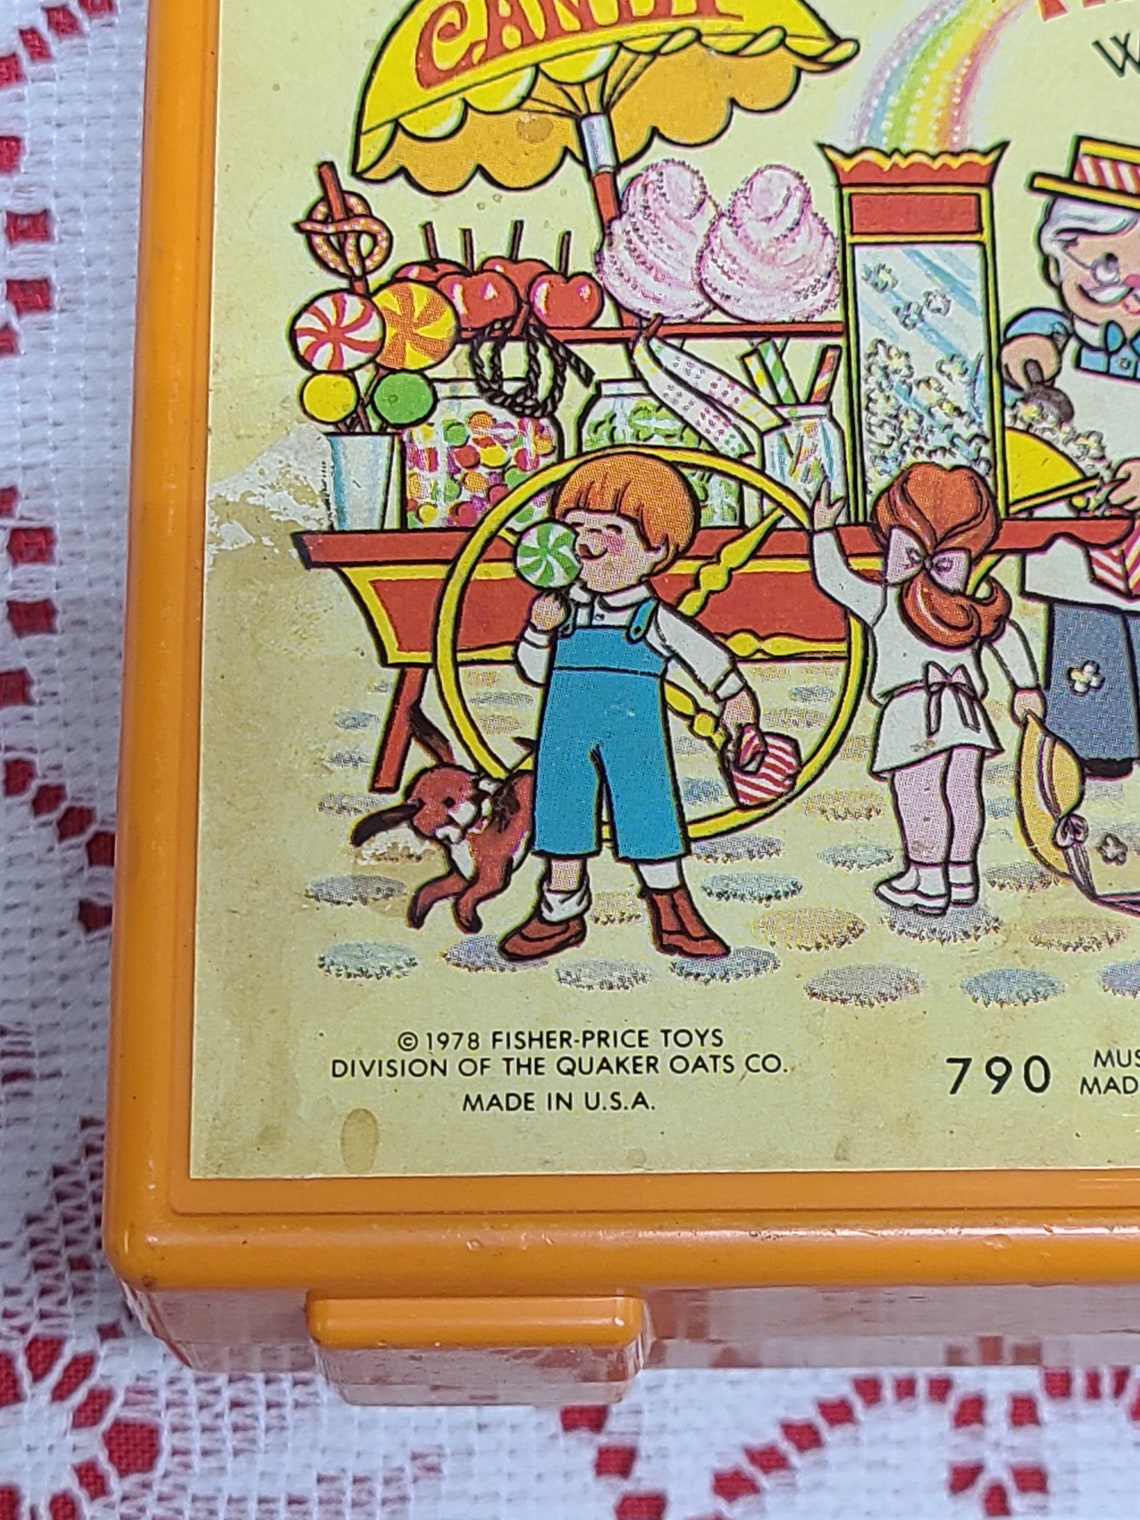 CANDY
© 1978 FISHER-PRICE TOYS
DIVISION OF THE QUAKER OATS CO.
MADE IN U.S.A.
790